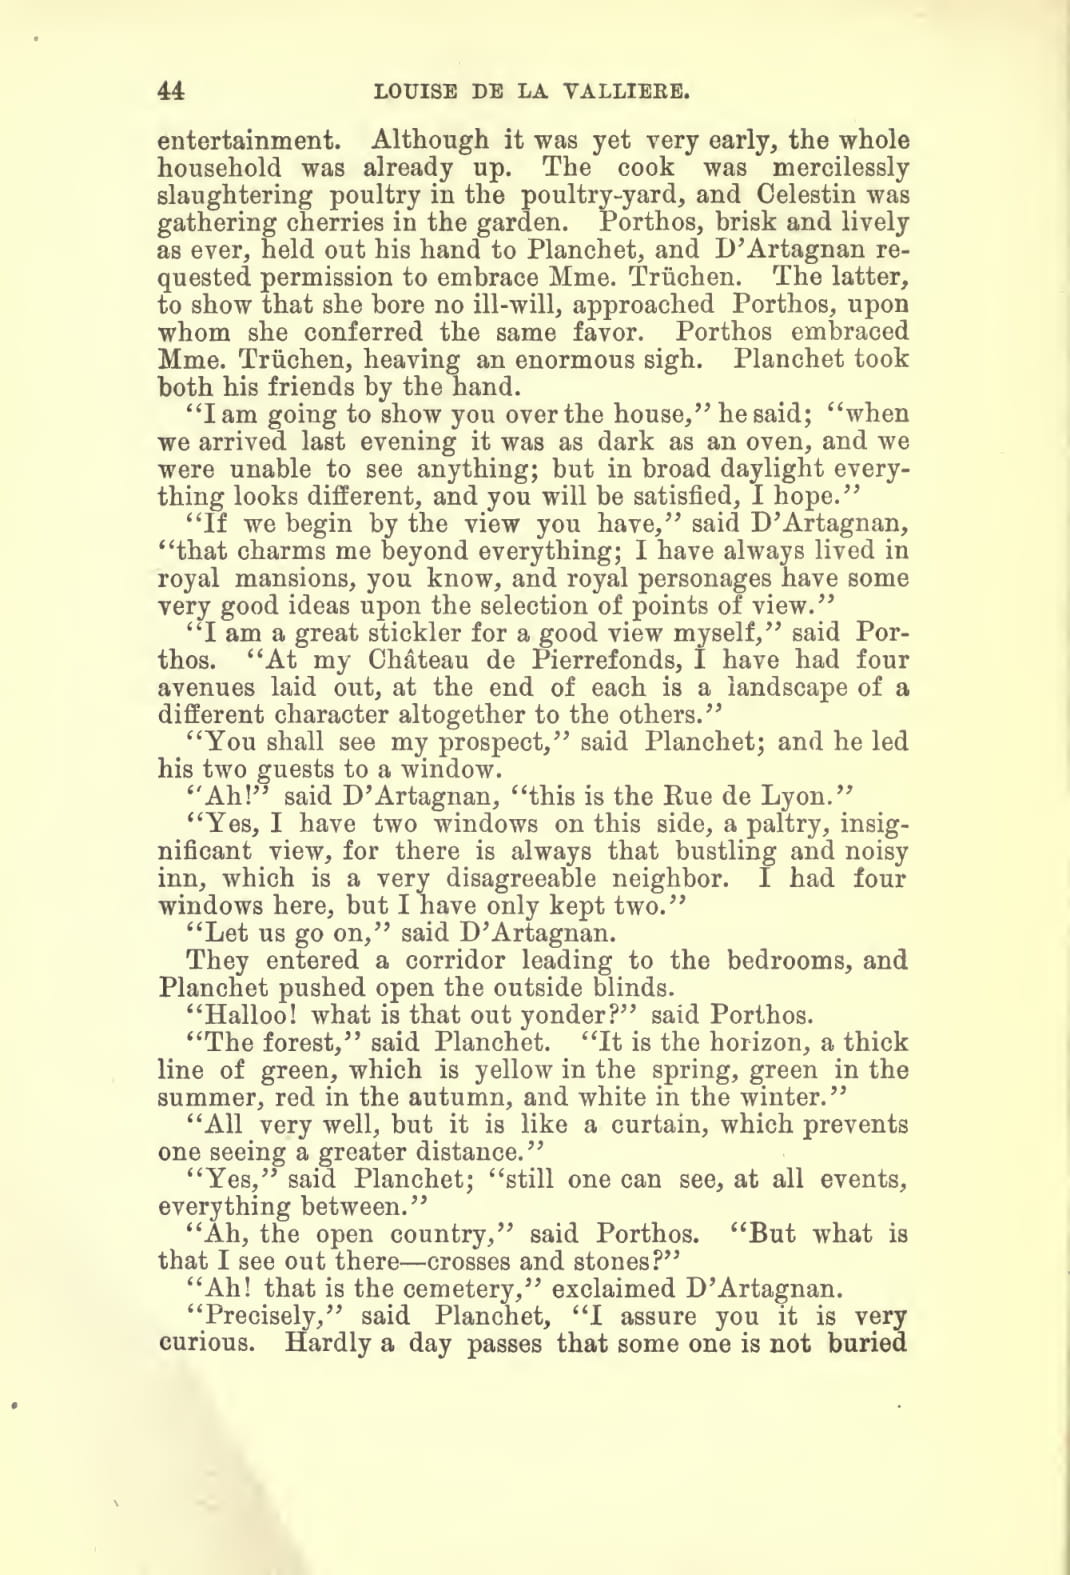 44 LOUISE DE LA VALLIERE.
entertainment. Although it was yet very early, the whole
household was already up. The cook was mercilessly
slaughtering poultry in the poultry-yard, and Celestin was
gathering cherries in the garden. Porthos, brisk and lively
as ever, held out his hand to Planchet, and D’Artagnan re-
quested permission to embrace Mme. Trüchen. The latter,
to show that she bore no ill-will, approached Porthos, upon
whom she conferred the same favor. Porthos embraced
Mme. Trüchen, heaving an enormous sigh. Planchet took
both his friends by the hand.
“I am going to show you over the house,” he said; “when
we arrived last evening it was as dark as an oven, and we
were unable to see anything; but in broad daylight every-
thing looks different, and you will be satisfied, I hope.”
“If we begin by the view you have,” said D’Artagnan,
“that charms me beyond everything; I have always lived in
royal mansions, you know, and royal personages have some
very good ideas upon the selection of points of view.”
“I am a great stickler for a good view myself,” said Por-
thos. “At my Château de Pierrefonds, I have had four
avenues laid out, at the end of each is a landscape of a
different character altogether to the others.”
“You shall see my prospect,” said Planchet; and he led
his two guests to a window.
“Ah!” said D’Artagnan, “this is the Rue de Lyon.”
“Yes, I have two windows on this side, a paltry, insig-
nificant view, for there is always that bustling and noisy
inn, which is a very disagreeable neighbor. I had four
windows here, but I have only kept two.”
“Let us go on,” said D’Artagnan.
They entered a corridor leading to the bedrooms, and
Planchet pushed open the outside blinds.
“Halloo! what is that out yonder?” said Porthos.
“The forest,” said Planchet. “It is the horizon, a thick
line of green, which is yellow in the spring, green in the
summer, red in the autumn, and white in the winter.”
“All very well, but it is like a curtain, which prevents
one seeing a greater distance.”
“Yes,” said Planchet; “still one can see, at all events,
everything between.”
“Ah, the open country,” said Porthos. “But what is
that I see out there—crosses and stones?”
“Ah! that is the cemetery,” exclaimed D’Artagnan.
“Precisely,” said Planchet, “I assure you it is very
curious. Hardly a day passes that some one is not buried